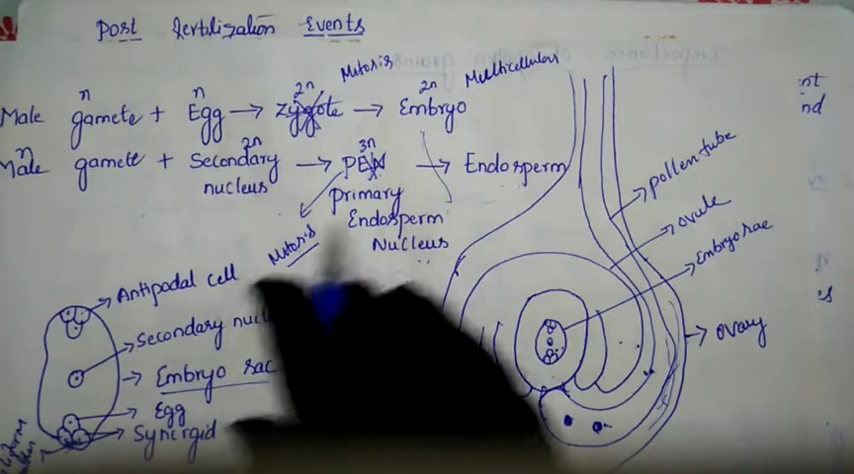 Post Fertilization Events
Mitosis
Multicellular
n n 2n 2n
Male gamete + Egg → Zygote → Embryo
n 2n 3n
Male gamete + Secondary nucleus → PEN → Endosperm
Primary
Endosperm
Nucleus
Mitosis
pollen tube
ovule
Embryo sac
ovary
Antipodal cell
Secondary nucl
Embryo sac
Egg
Synergid